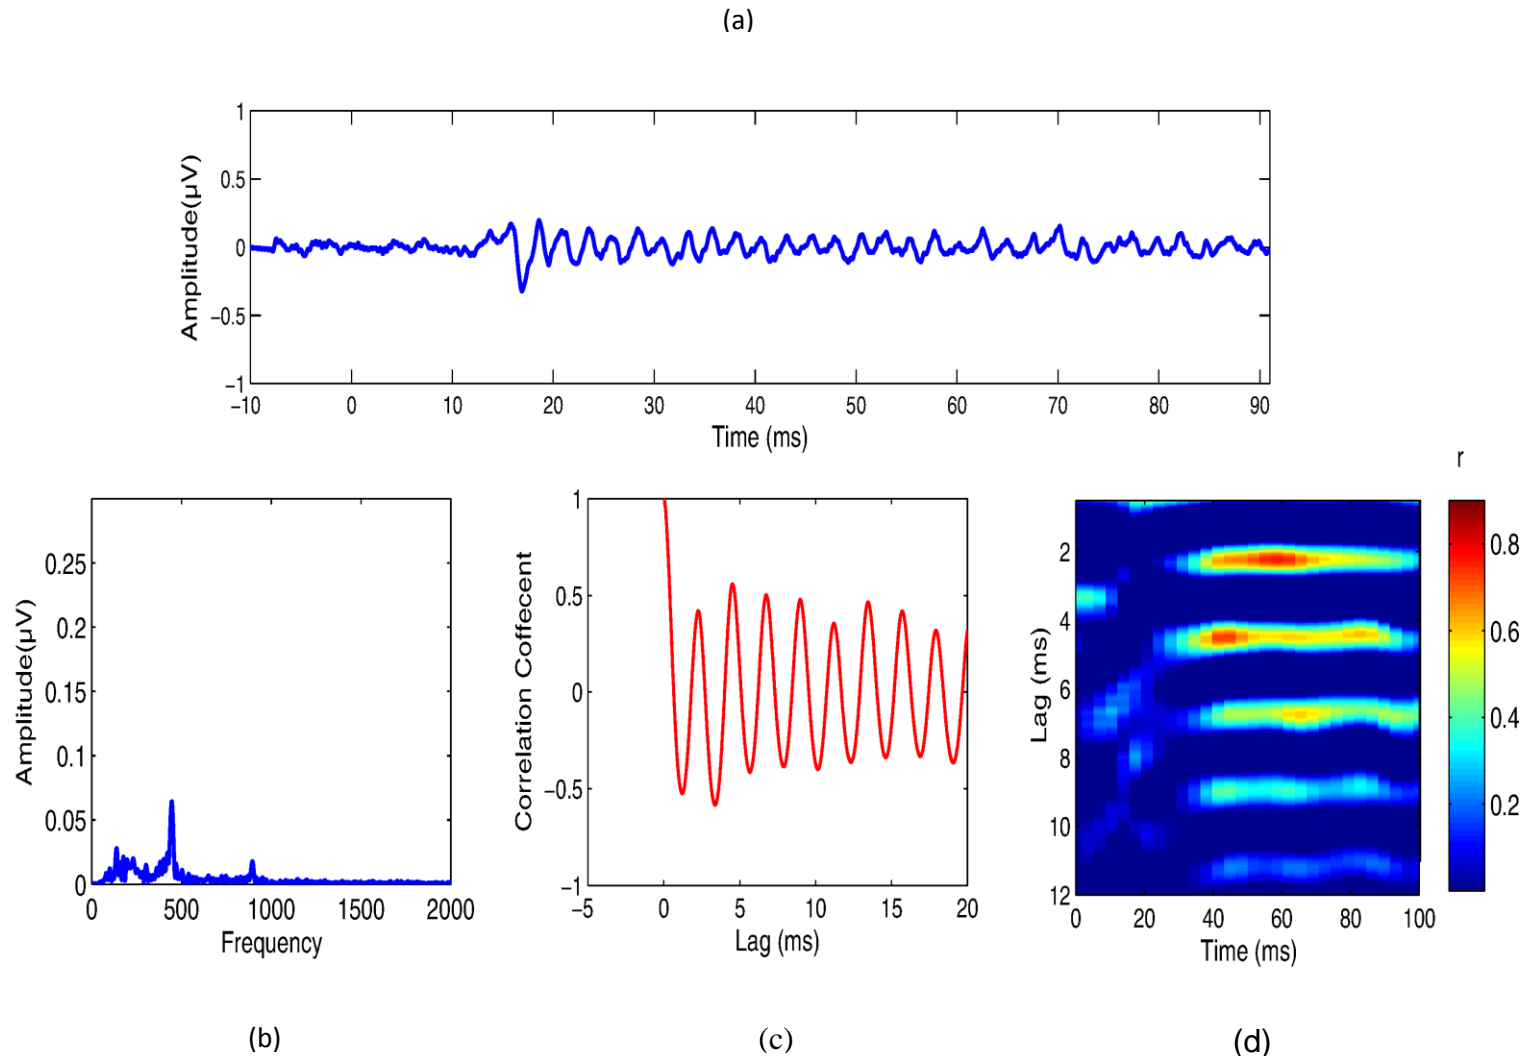 (a)
1
0.5
0
−0.5
−1
Amplitude(µV)
−10 0 10 20 30 40 50 60 70 80 90
Time (ms)
0.25
0.2
0.15
0.1
0.05
0
Amplitude(µV)
0 500 1000 1500 2000
Frequency
1
0.5
0
−0.5
−1
Correlation Coffecent
−5 0 5 10 15 20
Lag (ms)
2
4
6
8
10
12
Lag (ms)
0 20 40 60 80 100
Time (ms)
r
0.8
0.6
0.4
0.2
(b)
(c)
(d)